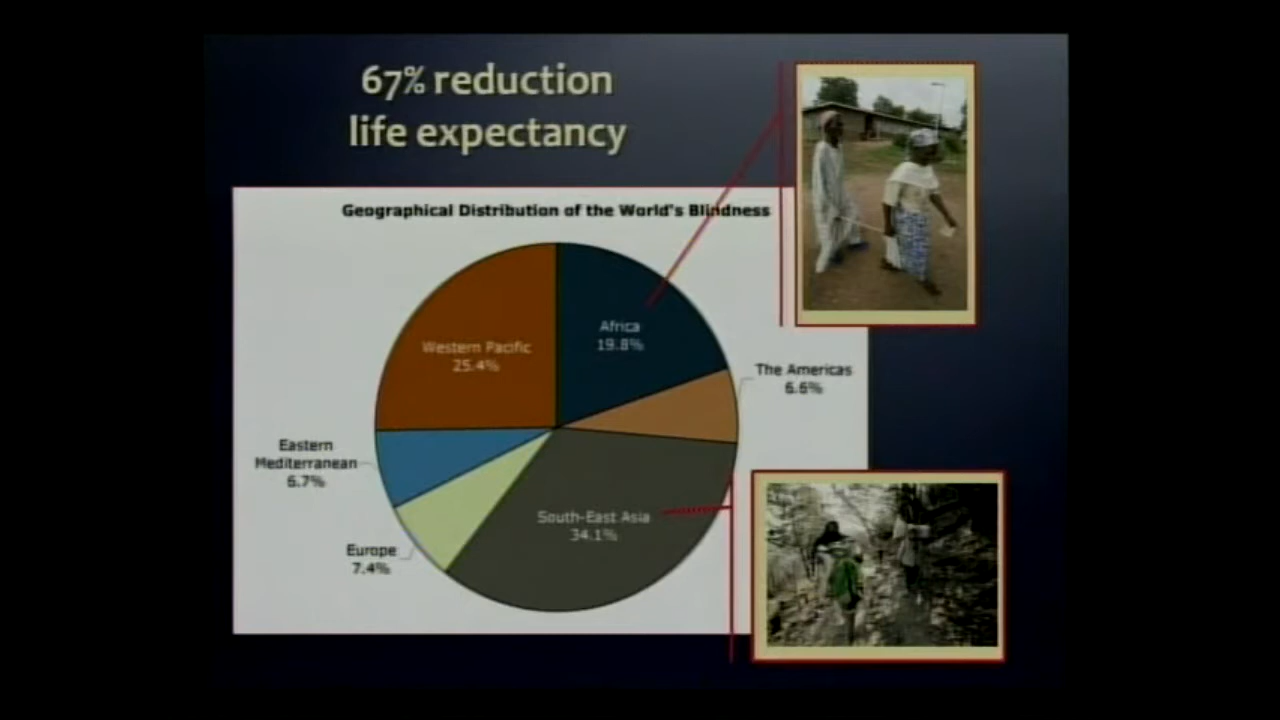 67% reduction
life expectancy
Geographical Distribution of the World's Blindness
Africa
19.8%
Western Pacific
25.4%
The Americas
6.6%
Eastern
Mediterranean
6.7%
South-East Asia
34.1%
Europe
7.4%